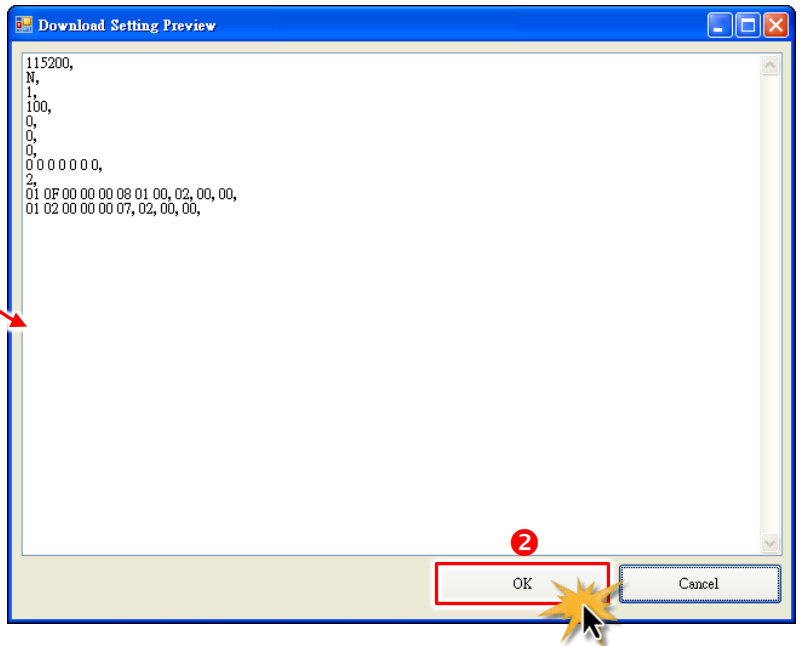 Download Setting Preview
115200,
N,
1,
100,
0,
0,
0,
0 0 0 0 0 0 0,
2,
01 0F 00 00 00 08 01 00, 02, 00, 00,
01 02 00 00 00 07, 02, 00, 00,
2
OK
Cancel